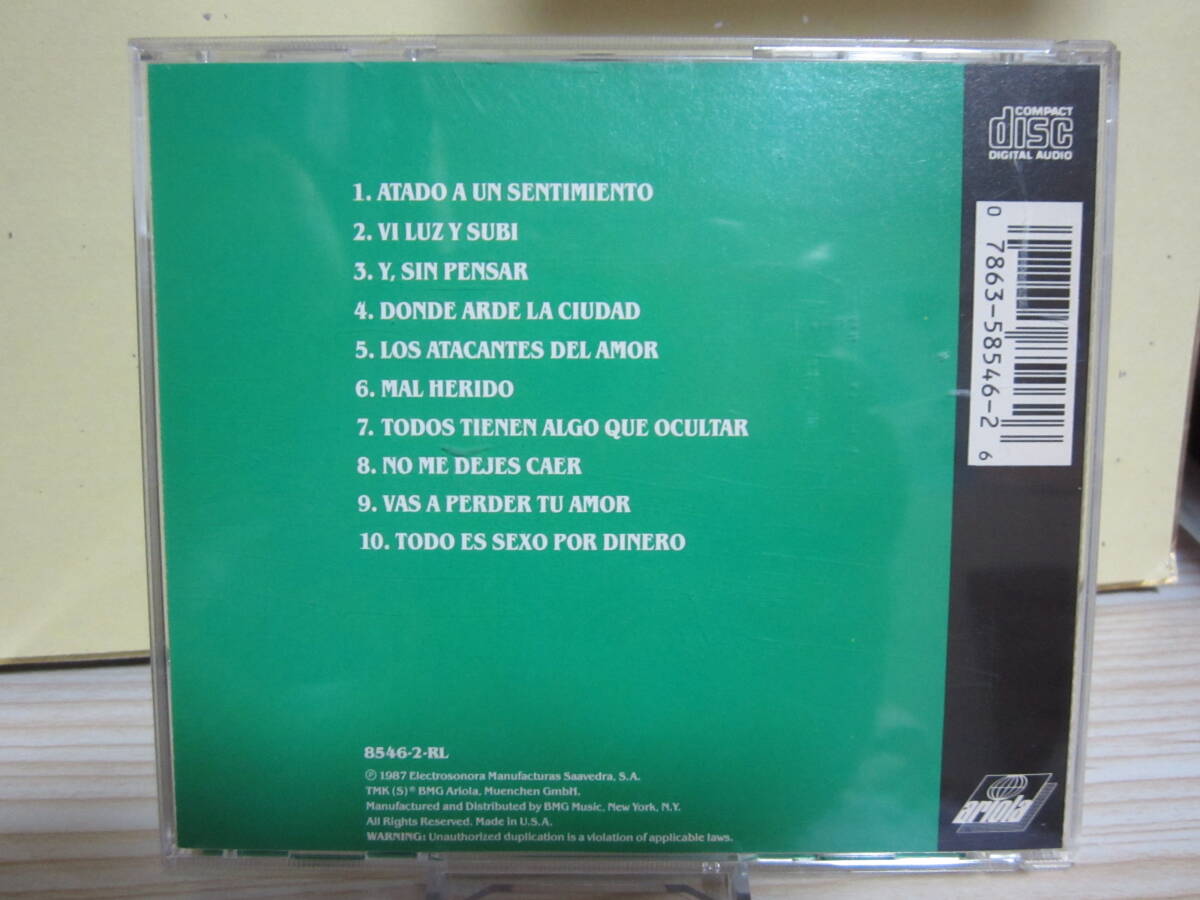 COMPACT
disc
DIGITAL AUDIO
0 7863-58546-2 6
1. ATADO A UN SENTIMIENTO
2. VI LUZ Y SUBI
3. Y, SIN PENSAR
4. DONDE ARDE LA CIUDAD
5. LOS ATACANTES DEL AMOR
6. MAL HERIDO
7. TODOS TIENEN ALGO QUE OCULTAR
8. NO ME DEJES CAER
9. VAS A PERDER TU AMOR
10. TODO ES SEXO POR DINERO
8546-2-RL
℗ 1987 Electrosonora Manufacturas Saavedra, S.A.
TMK (S)® BMG Ariola, Muenchen GmbH.
Manufactured and Distributed by BMG Music, New York, N.Y.
All Rights Reserved. Made in U.S.A.
WARNING: Unauthorized duplication is a violation of applicable laws.
ariola